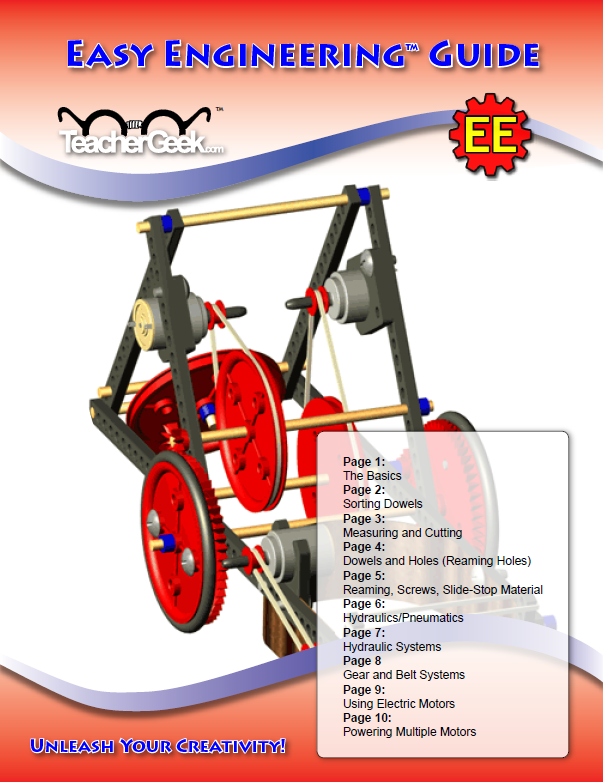 Easy Engineering™ Guide
™
TeacherGeek.com
EE
Page 1:
The Basics
Page 2:
Sorting Dowels
Page 3:
Measuring and Cutting
Page 4:
Dowels and Holes (Reaming Holes)
Page 5:
Reaming, Screws, Slide-Stop Material
Page 6:
Hydraulics/Pneumatics
Page 7:
Hydraulic Systems
Page 8
Gear and Belt Systems
Page 9:
Using Electric Motors
Page 10:
Powering Multiple Motors
Unleash Your Creativity!